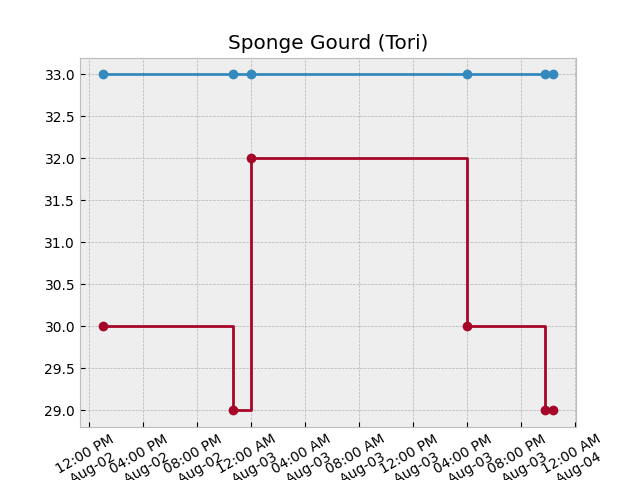 Sponge Gourd (Tori)
33.0
32.5
32.0
31.5
31.0
30.5
30.0
29.5
29.0
12:00 PM
Aug-02
04:00 PM
Aug-02
08:00 PM
Aug-02
12:00 AM
Aug-03
04:00 AM
Aug-03
08:00 AM
Aug-03
12:00 PM
Aug-03
04:00 PM
Aug-03
08:00 PM
Aug-03
12:00 AM
Aug-04